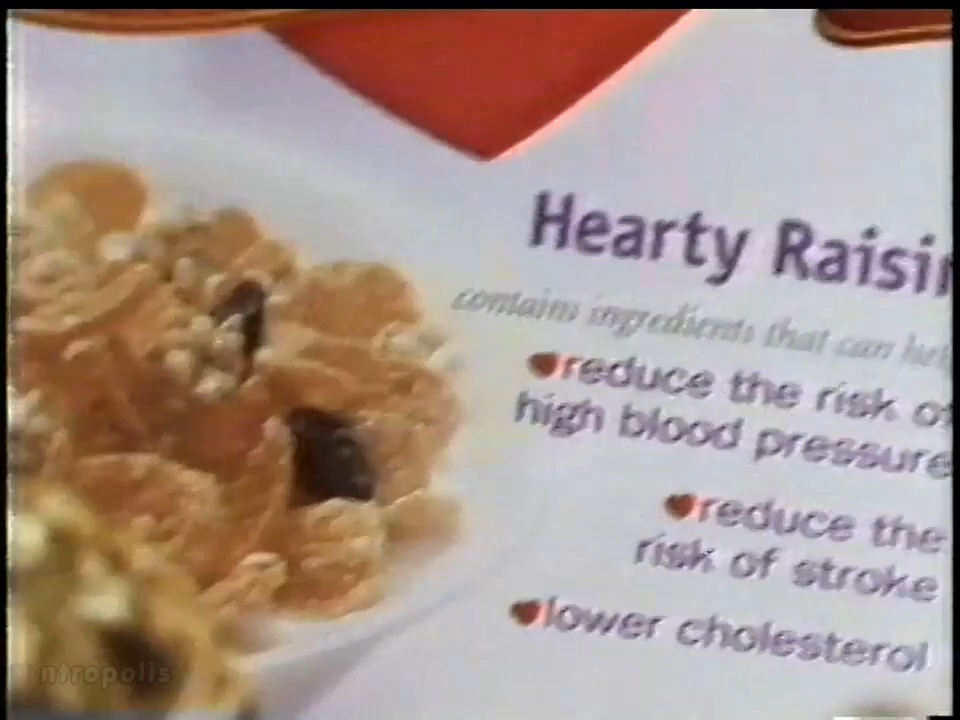 Hearty Raisin
contains ingredients that can hel
reduce the risk of
high blood pressure
reduce the
risk of stroke
lower cholesterol
ntropolis